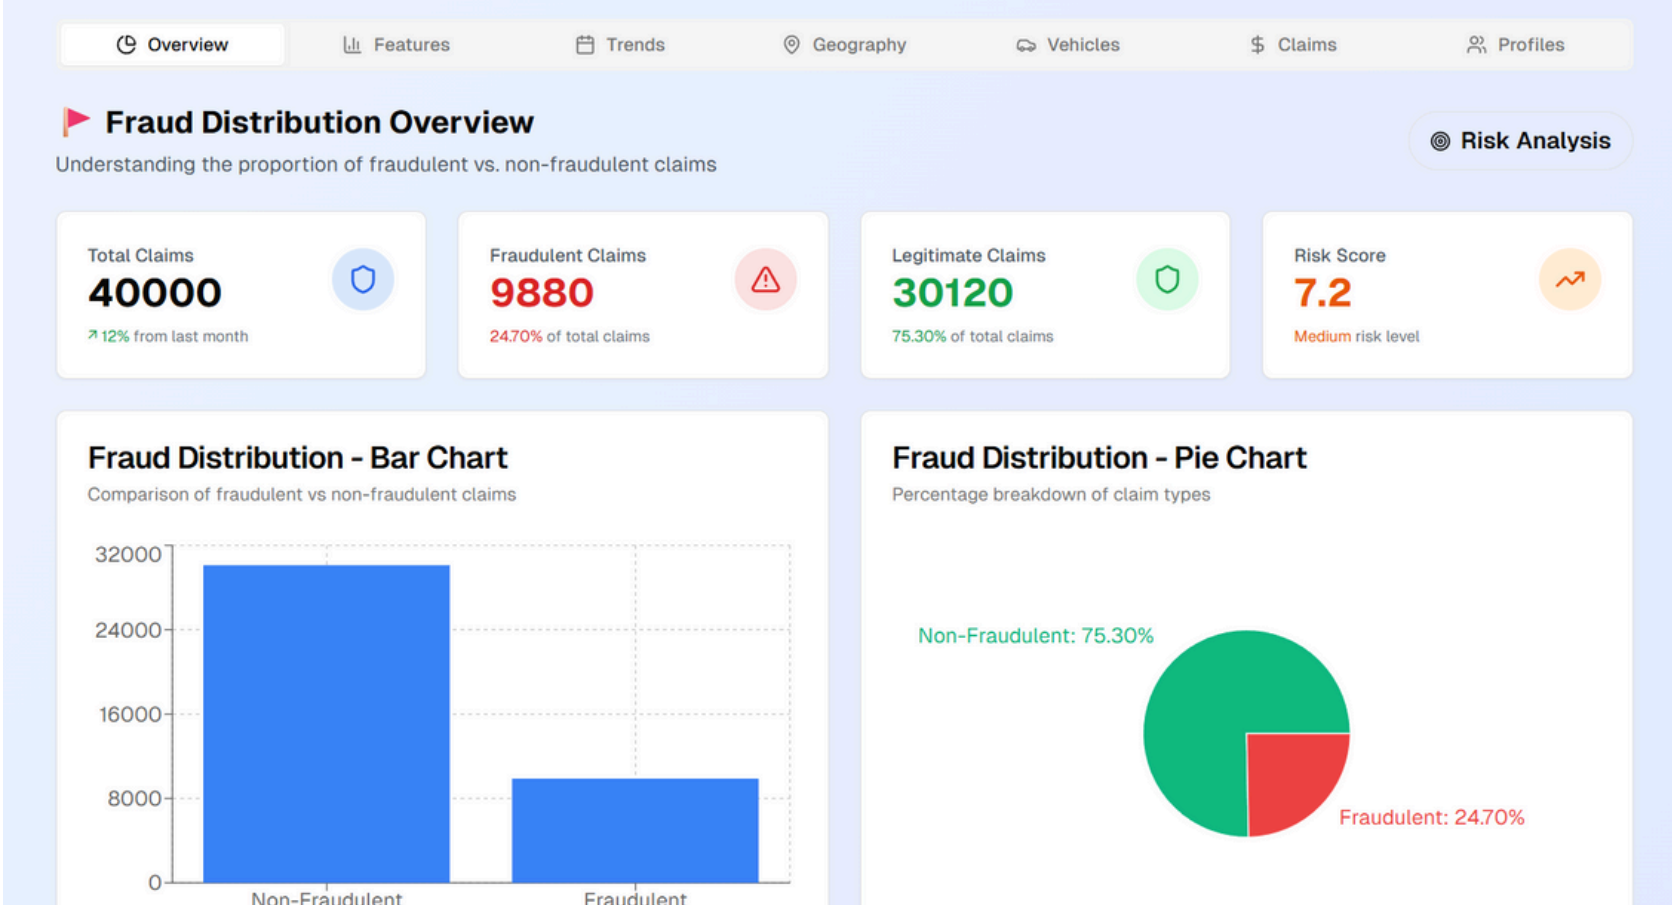 Overview Features Trends Geography Vehicles Claims Profiles
Fraud Distribution Overview
Understanding the proportion of fraudulent vs. non-fraudulent claims
Risk Analysis
Total Claims
40000
12% from last month
Fraudulent Claims
9880
24.70% of total claims
Legitimate Claims
30120
75.30% of total claims
Risk Score
7.2
Medium risk level
Fraud Distribution - Bar Chart
Comparison of fraudulent vs non-fraudulent claims
32000
24000
16000
8000
0
Non-Fraudulent
Fraudulent
Fraud Distribution - Pie Chart
Percentage breakdown of claim types
Non-Fraudulent: 75.30%
Fraudulent: 24.70%